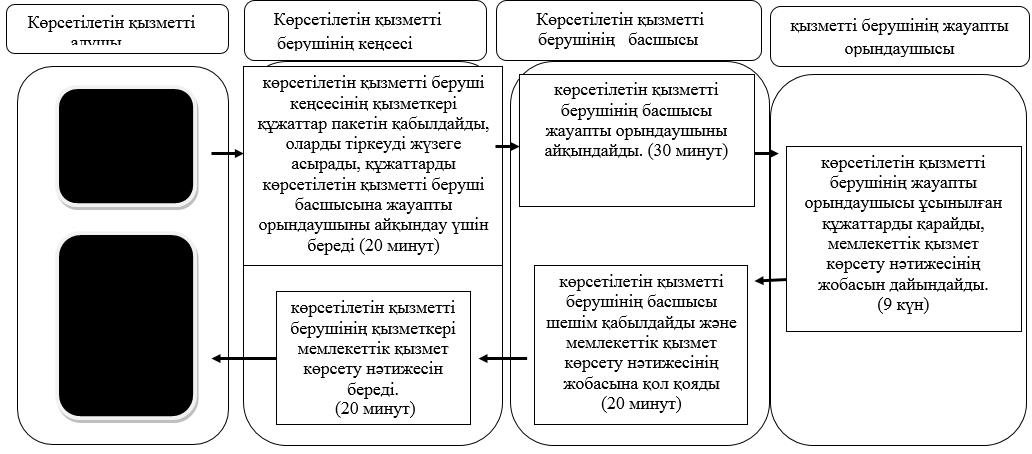 Көрсетілетін қызметті
алушы
Көрсетілетін қызметті
берушінің кеңсесі
Көрсетілетін қызметті
берушінің басшысы
қызметті берушінің жауапты
орындаушысы
көрсетілетін қызметті беруші
кеңсесінің қызметкері
құжаттар пакетін қабылдайды,
оларды тіркеуді жүзеге
асырады, құжаттарды
көрсетілетін қызметті беруші
басшысына жауапты
орындаушыны айқындау үшін
береді (20 минут)
көрсетілетін қызметті
берушінің басшысы
жауапты орындаушыны
айқындайды. (30 минут)
көрсетілетін қызметті
берушінің жауапты
орындаушысы ұсынылған
құжаттарды қарайды,
мемлекеттік қызмет
көрсету нәтижесінің
жобасын дайындайды.
(9 күн)
көрсетілетін қызметті
берушінің басшысы
шешім қабылдайды және
мемлекеттік қызмет
көрсету нәтижесінің
жобасына қол қояды
(20 минут)
көрсетілетін қызметті
берушінің қызметкері
мемлекеттік қызмет
көрсету нәтижесін
береді.
(20 минут)